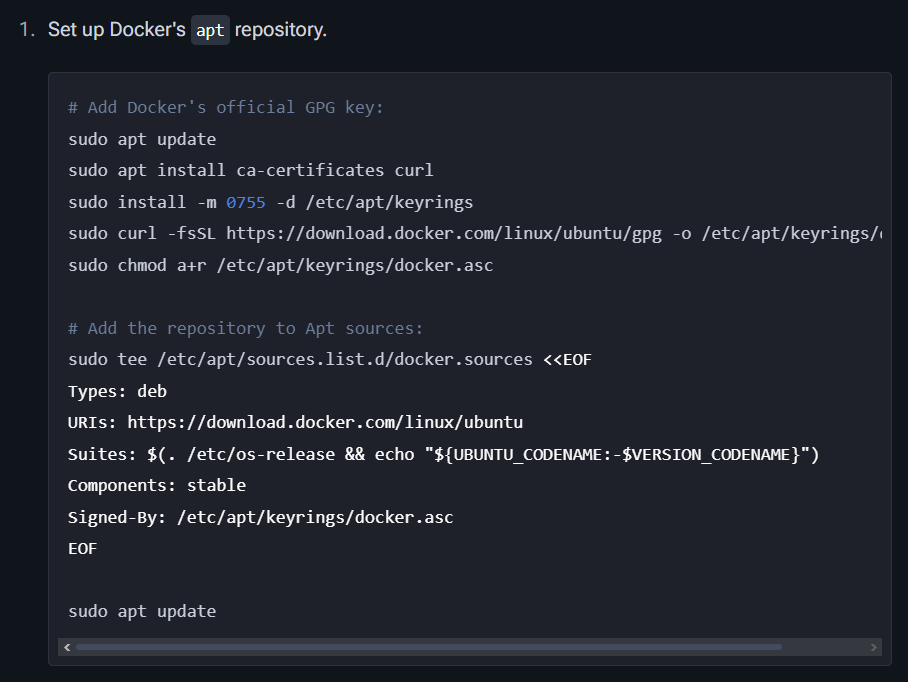 1. Set up Docker's apt repository.
# Add Docker's official GPG key:
sudo apt update
sudo apt install ca-certificates curl
sudo install -m 0755 -d /etc/apt/keyrings
sudo curl -fsSL https://download.docker.com/linux/ubuntu/gpg -o /etc/apt/keyrings/
sudo chmod a+r /etc/apt/keyrings/docker.asc
# Add the repository to Apt sources:
sudo tee /etc/apt/sources.list.d/docker.sources <<EOF
Types: deb
URIs: https://download.docker.com/linux/ubuntu
Suites: $(. /etc/os-release && echo "${UBUNTU_CODENAME:-$VERSION_CODENAME}")
Components: stable
Signed-By: /etc/apt/keyrings/docker.asc
EOF
sudo apt update